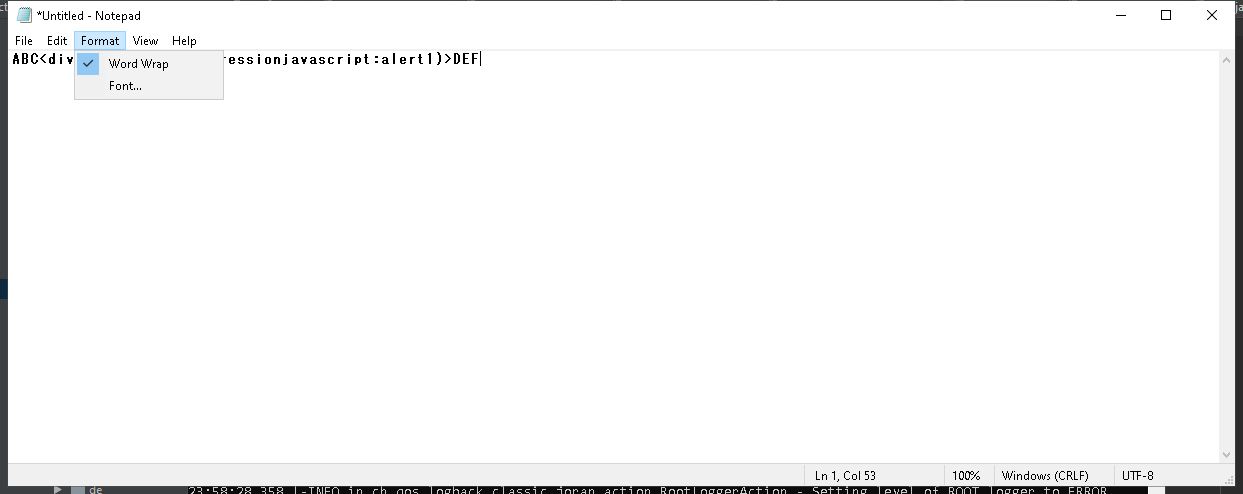 *Untitled - Notepad
File Edit Format View Help
ABC<div ressionjavascript:alert1)>DEF
Word Wrap
Font...
Ln 1, Col 53 100% Windows (CRLF) UTF-8
de 23:58:28.358 |-INFO in ch.qos.logback.classic.joran.action.RootLoggerAction - Setting level of ROOT logger to ERROR